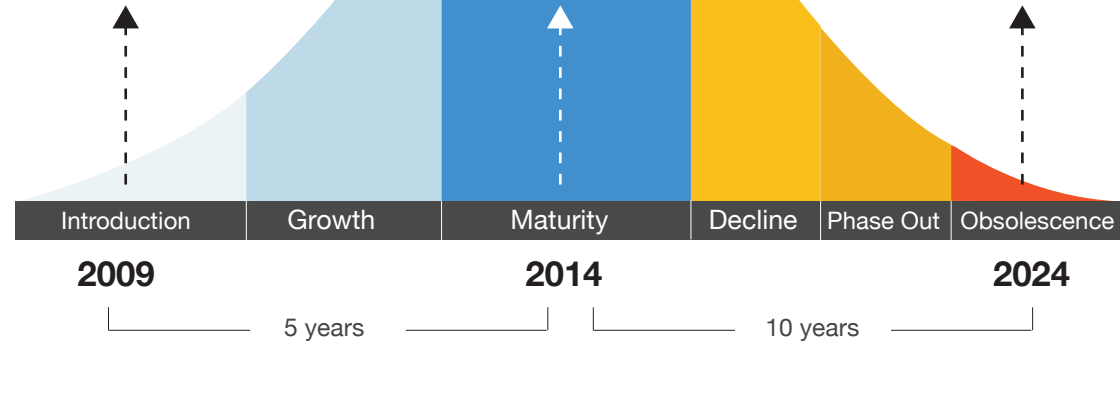 Introduction Growth Maturity Decline Phase Out Obsolescence
2009 2014 2024
5 years 10 years